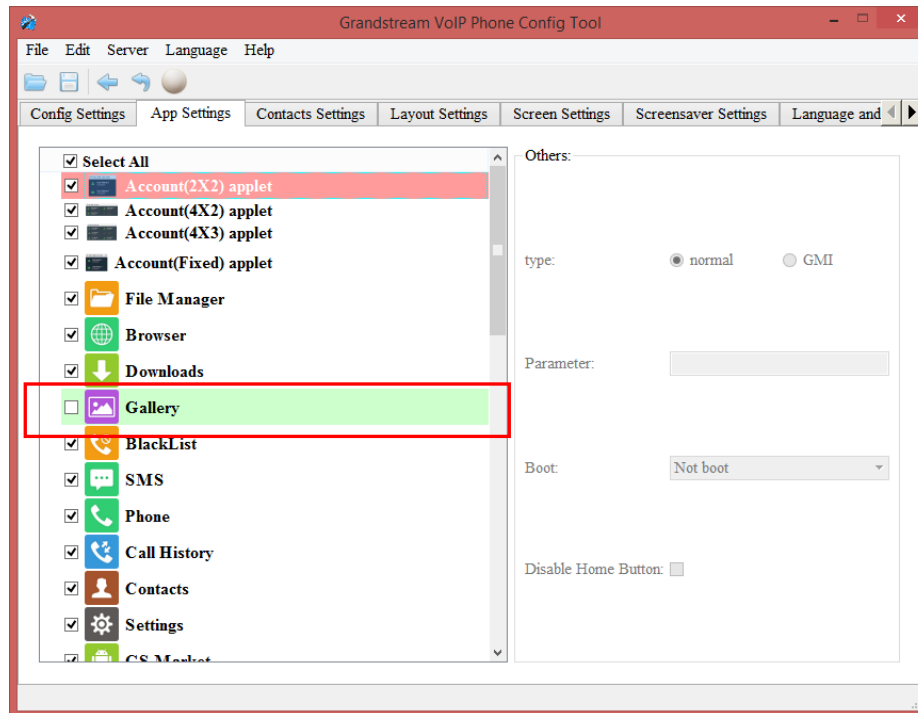 Grandstream VoIP Phone Config Tool
File Edit Server Language Help
Config Settings App Settings Contacts Settings Layout Settings Screen Settings Screensaver Settings Language and
Select All
Account(2X2) applet
Account(4X2) applet
Account(4X3) applet
Account(Fixed) applet
File Manager
Browser
Downloads
Gallery
BlackList
SMS
Phone
Call History
Contacts
Settings
GS Market
Others:
type: normal GMI
Parameter:
Boot: Not boot
Disable Home Button: